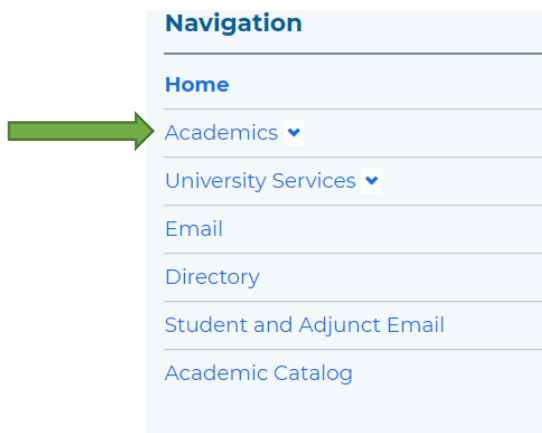 Navigation
Home
Academics
University Services
Email
Directory
Student and Adjunct Email
Academic Catalog